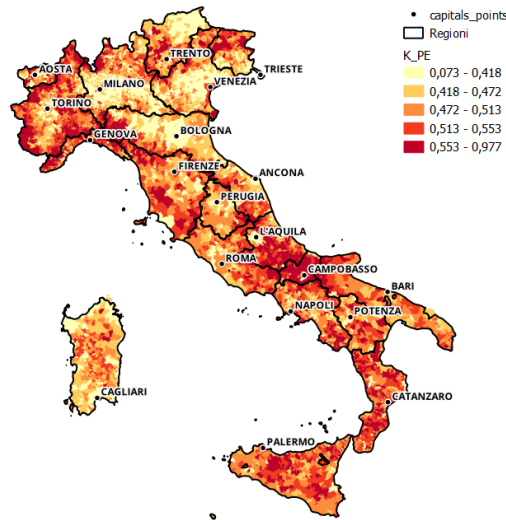 capitals_points
Regioni
K_PE
0,073 - 0,418
0,418 - 0,472
0,472 - 0,513
0,513 - 0,553
0,553 - 0,977
TRENTO
AOSTA
TRIESTE
MILANO
VENEZIA
TORINO
GENOVA
BOLOGNA
FIRENZE
ANCONA
PERUGIA
L'AQUILA
ROMA
CAMPOBASSO
BARI
NAPOLI
POTENZA
CAGLIARI
CATANZARO
PALERMO